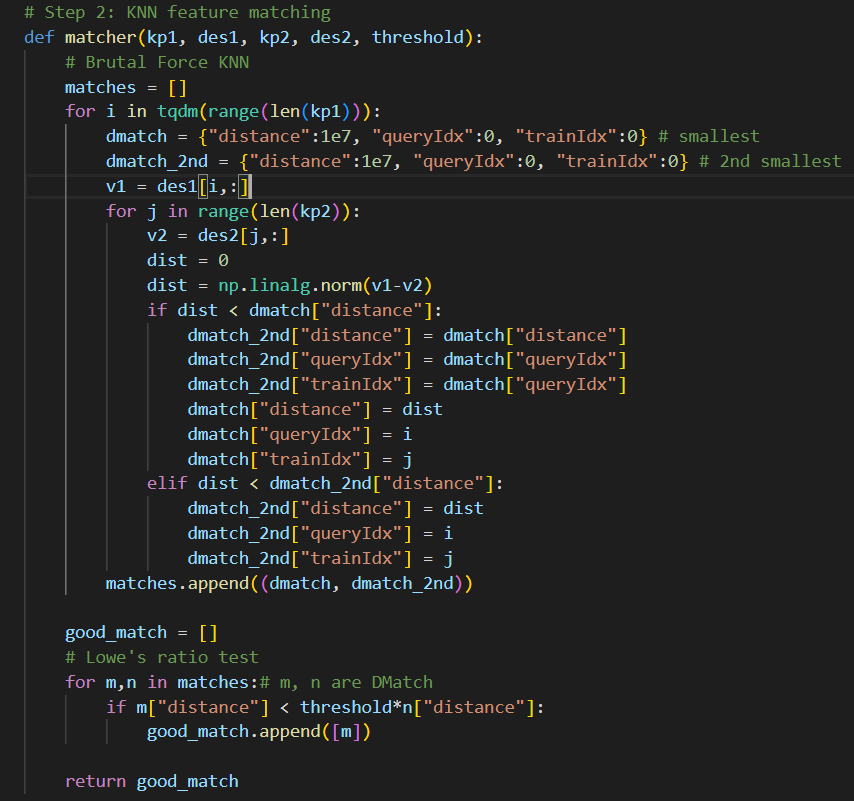 # Step 2: KNN feature matching
def matcher(kp1, des1, kp2, des2, threshold):
    # Brutal Force KNN
    matches = []
    for i in tqdm(range(len(kp1))):
        dmatch = {"distance":1e7, "queryIdx":0, "trainIdx":0} # smallest
        dmatch_2nd = {"distance":1e7, "queryIdx":0, "trainIdx":0} # 2nd smallest
        v1 = des1[i,:]
        for j in range(len(kp2)):
            v2 = des2[j,:]
            dist = 0
            dist = np.linalg.norm(v1-v2)
            if dist < dmatch["distance"]:
                dmatch_2nd["distance"] = dmatch["distance"]
                dmatch_2nd["queryIdx"] = dmatch["queryIdx"]
                dmatch_2nd["trainIdx"] = dmatch["queryIdx"]
                dmatch["distance"] = dist
                dmatch["queryIdx"] = i
                dmatch["trainIdx"] = j
            elif dist < dmatch_2nd["distance"]:
                dmatch_2nd["distance"] = dist
                dmatch_2nd["queryIdx"] = i
                dmatch_2nd["trainIdx"] = j
        matches.append((dmatch, dmatch_2nd))
    good_match = []
    # Lowe's ratio test
    for m,n in matches:# m, n are DMatch
        if m["distance"] < threshold*n["distance"]:
            good_match.append([m])
    return good_match